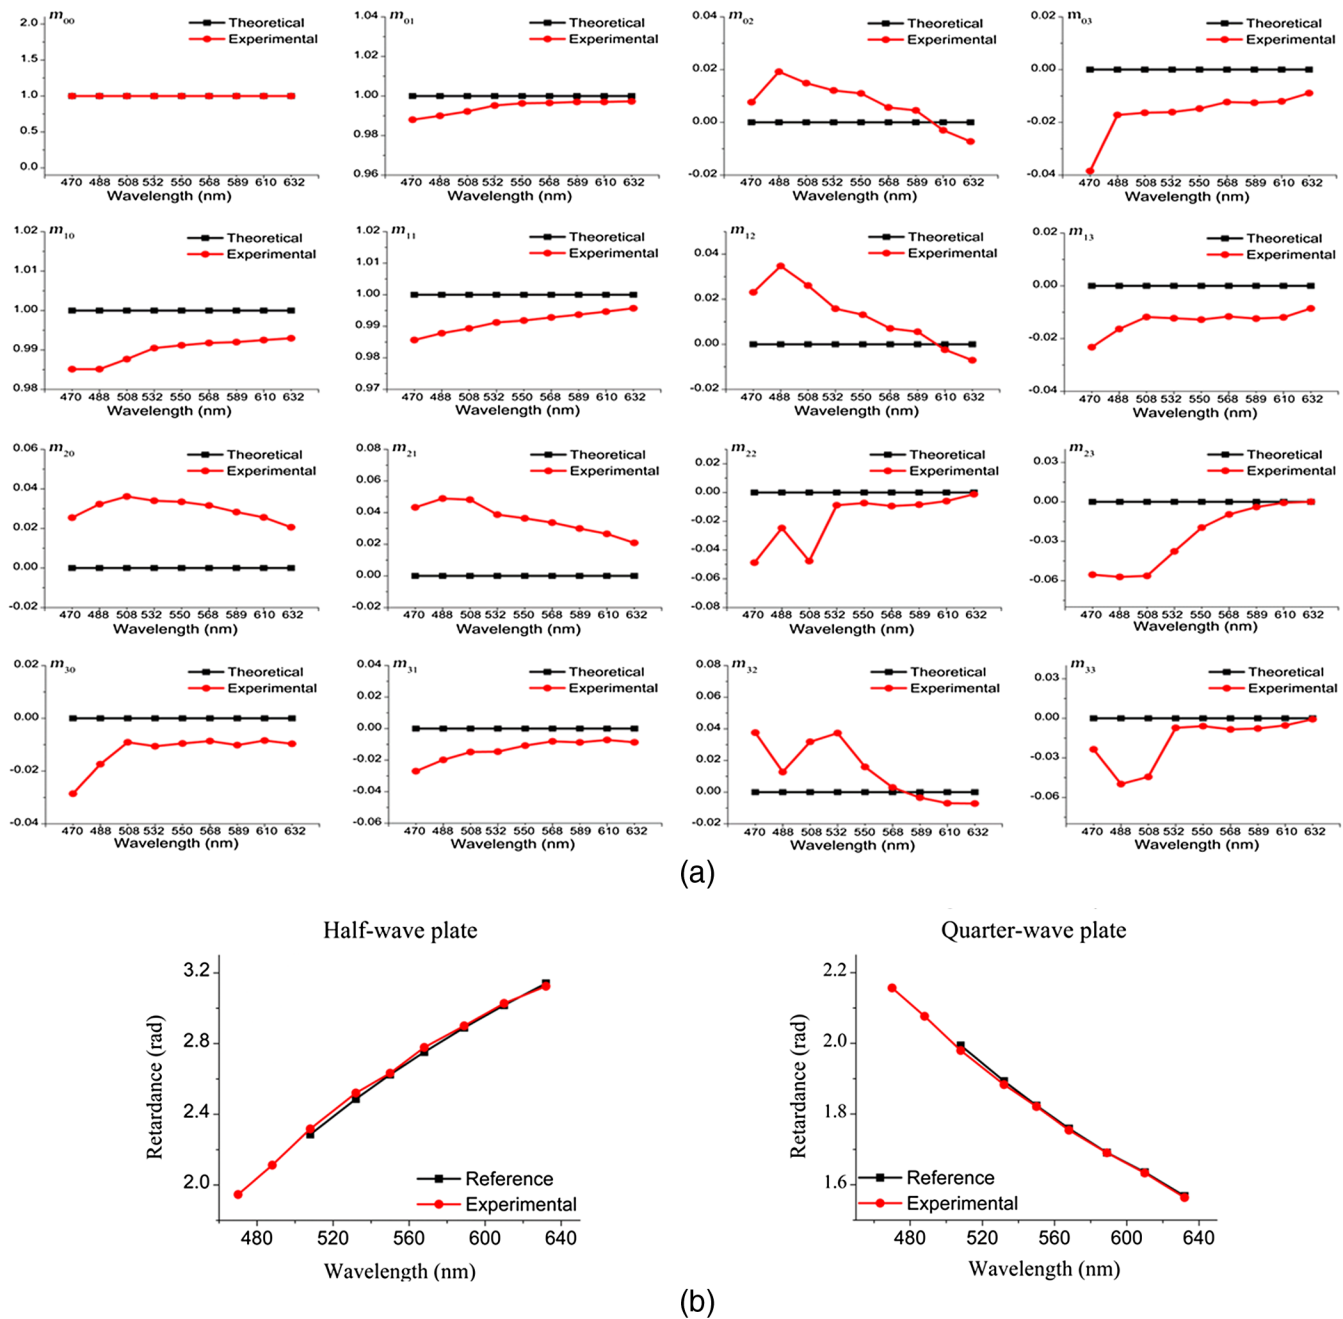 m00 Theoretical Experimental
2.0 1.5 1.0 0.5 0.0
470 488 508 532 550 568 589 610 632
Wavelength (nm)
m01 Theoretical Experimental
1.04 1.02 1.00 0.98 0.96
470 488 508 532 550 568 589 610 632
Wavelength (nm)
m02 Theoretical Experimental
0.04 0.02 0.00 -0.02
470 488 508 532 550 568 589 610 632
Wavelength (nm)
m03 Theoretical Experimental
0.02 0.00 -0.02 -0.04
470 488 508 532 550 568 589 610 632
Wavelength (nm)
m10 Theoretical Experimental
1.02 1.01 1.00 0.99 0.98
470 488 508 532 550 568 589 610 632
Wavelength (nm)
m11 Theoretical Experimental
1.02 1.01 1.00 0.99 0.98 0.97
470 488 508 532 550 568 589 610 632
Wavelength (nm)
m12 Theoretical Experimental
0.04 0.02 0.00 -0.02
470 488 508 532 550 568 589 610 632
Wavelength (nm)
m13 Theoretical Experimental
0.02 0.00 -0.02 -0.04
470 488 508 532 550 568 589 610 632
Wavelength (nm)
m20 Theoretical Experimental
0.06 0.04 0.02 0.00 -0.02
470 488 508 532 550 568 589 610 632
Wavelength (nm)
m21 Theoretical Experimental
0.08 0.06 0.04 0.02 0.00 -0.02
470 488 508 532 550 568 589 610 632
Wavelength (nm)
m22 Theoretical Experimental
0.02 0.00 -0.02 -0.04 -0.06 -0.08
470 488 508 532 550 568 589 610 632
Wavelength (nm)
m23 Theoretical Experimental
0.03 0.00 -0.03 -0.06
470 488 508 532 550 568 589 610 632
Wavelength (nm)
m30 Theoretical Experimental
0.02 0.00 -0.02 -0.04
470 488 508 532 550 568 589 610 632
Wavelength (nm)
m31 Theoretical Experimental
0.04 0.02 0.00 -0.02 -0.04 -0.06
470 488 508 532 550 568 589 610 632
Wavelength (nm)
m32 Theoretical Experimental
0.08 0.06 0.04 0.02 0.00 -0.02
470 488 508 532 550 568 589 610 632
Wavelength (nm)
m33 Theoretical Experimental
0.03 0.00 -0.03 -0.06
470 488 508 532 550 568 589 610 632
Wavelength (nm)
(a)
Half-wave plate
Retardance (rad)
3.2 2.8 2.4 2.0
Reference
Experimental
480 520 560 600 640
Wavelength (nm)
Quarter-wave plate
Retardance (rad)
2.2 2.0 1.8 1.6
Reference
Experimental
480 520 560 600 640
Wavelength (nm)
(b)